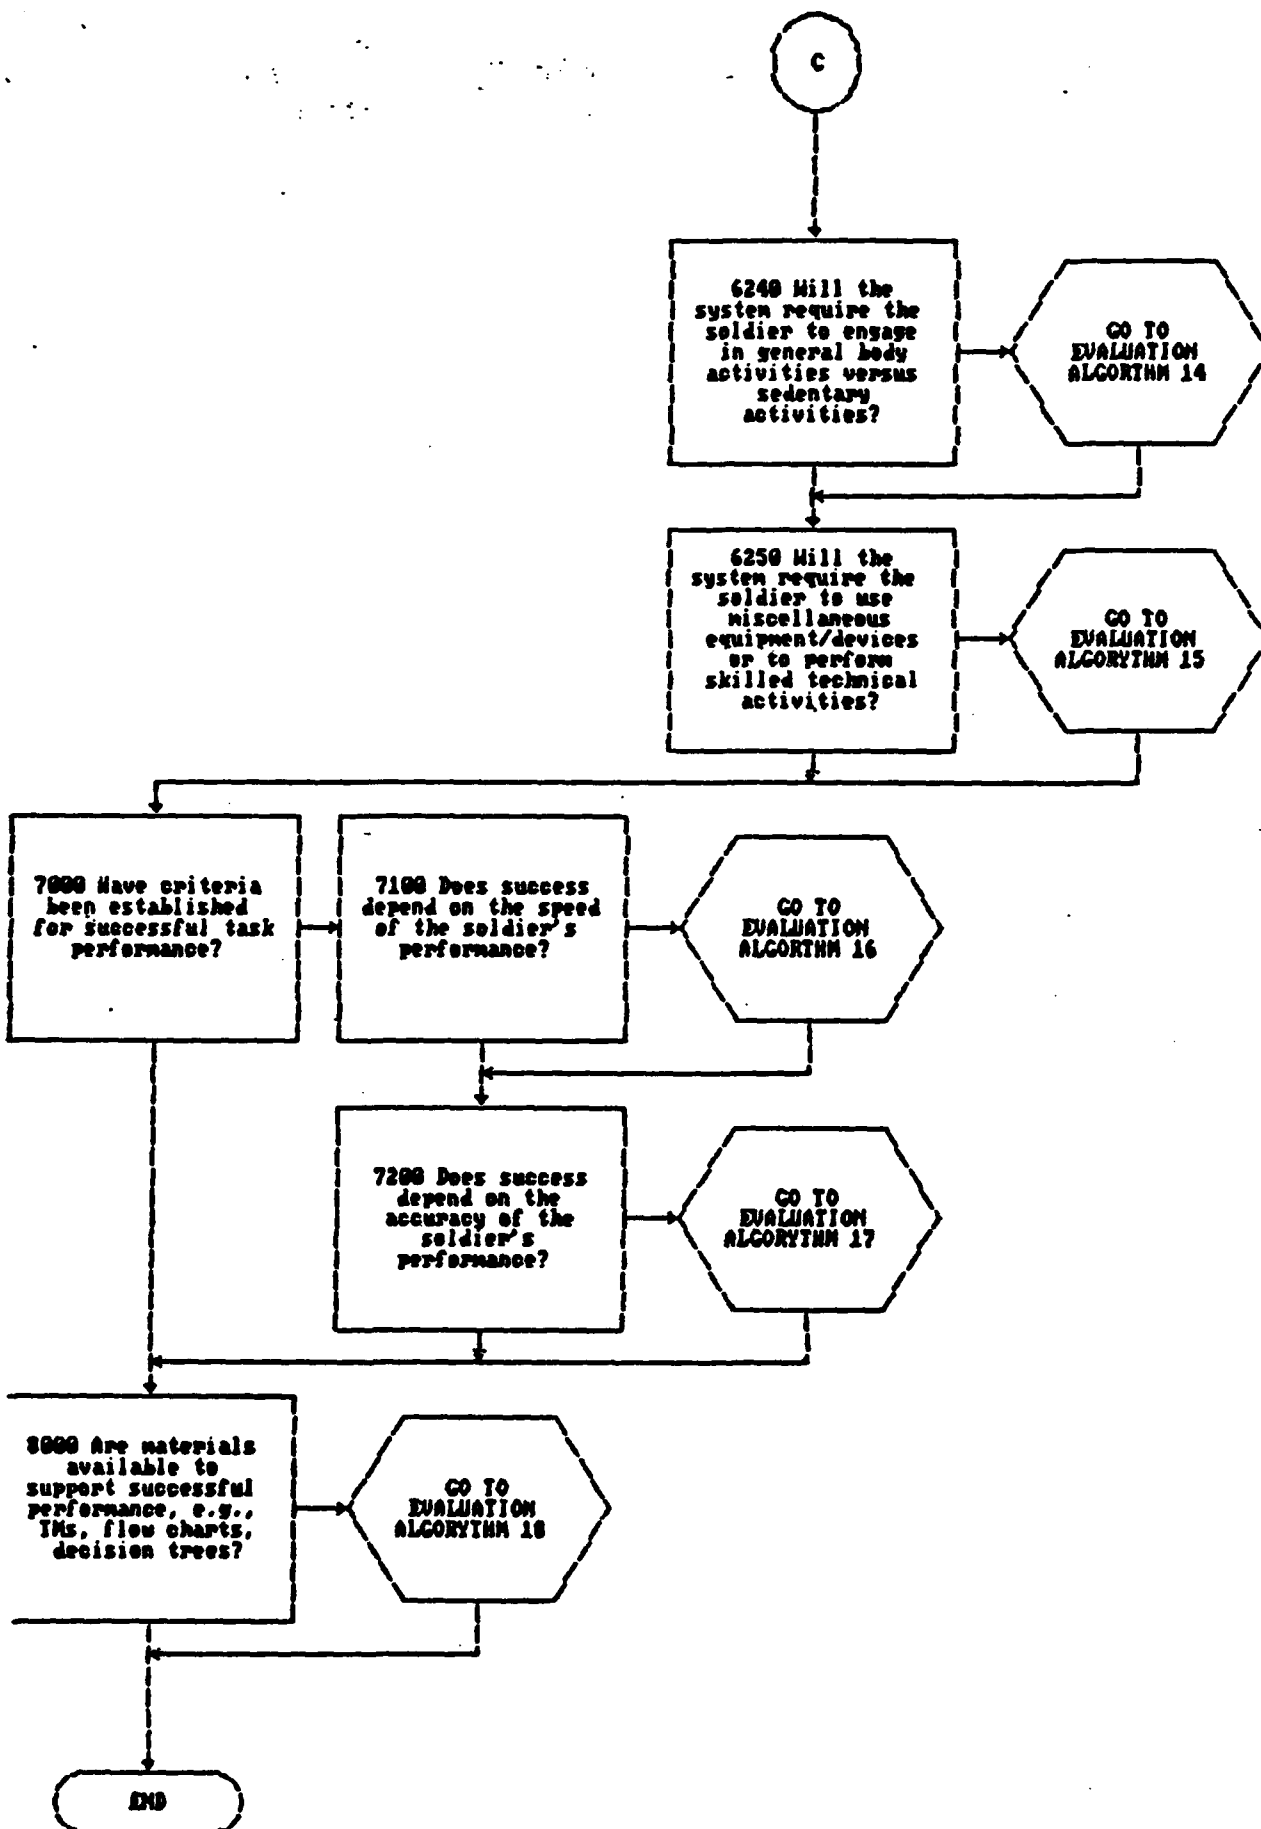 C
6240 Will the
system require the
soldier to engage
in general body
activities versus
sedentary
activities?
GO TO
EVALUATION
ALGORTHM 14
6250 Will the
system require the
soldier to use
miscellaneous
equipment/devices
or to perform
skilled technical
activities?
GO TO
EVALUATION
ALGORYTHM 15
7000 Have criteria
been established
for successful task
performance?
7100 Does success
depend on the speed
of the soldier's
performance?
GO TO
EVALUATION
ALGORTHM 16
7200 Does success
depend on the
accuracy of the
soldier's
performance?
GO TO
EVALUATION
ALGORYTHM 17
8000 Are materials
available to
support successful
performance, e.g.,
TMs, flow charts,
decision trees?
GO TO
EVALUATION
ALGORYTHM 18
END